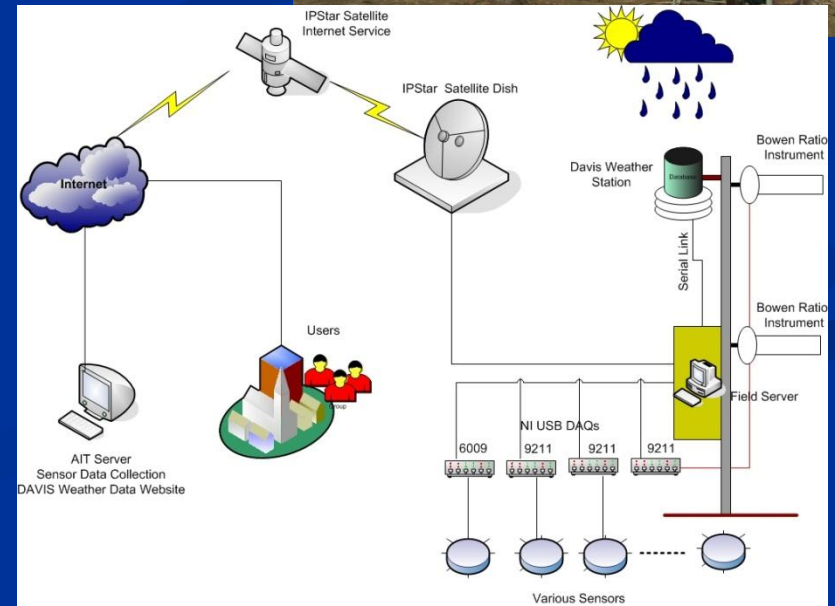 IPStar Satellite
Internet Service
IPStar  Satellite Dish
Bowen Ratio
Instrument
Davis Weather
Station
Database
Internet
Serial Link
Bowen Ratio
Instrument
Users
Group
Field Server
NI USB DAQs
6009
9211
9211
9211
AIT Server
Sensor Data Collection
DAVIS Weather Data Website
Various Sensors